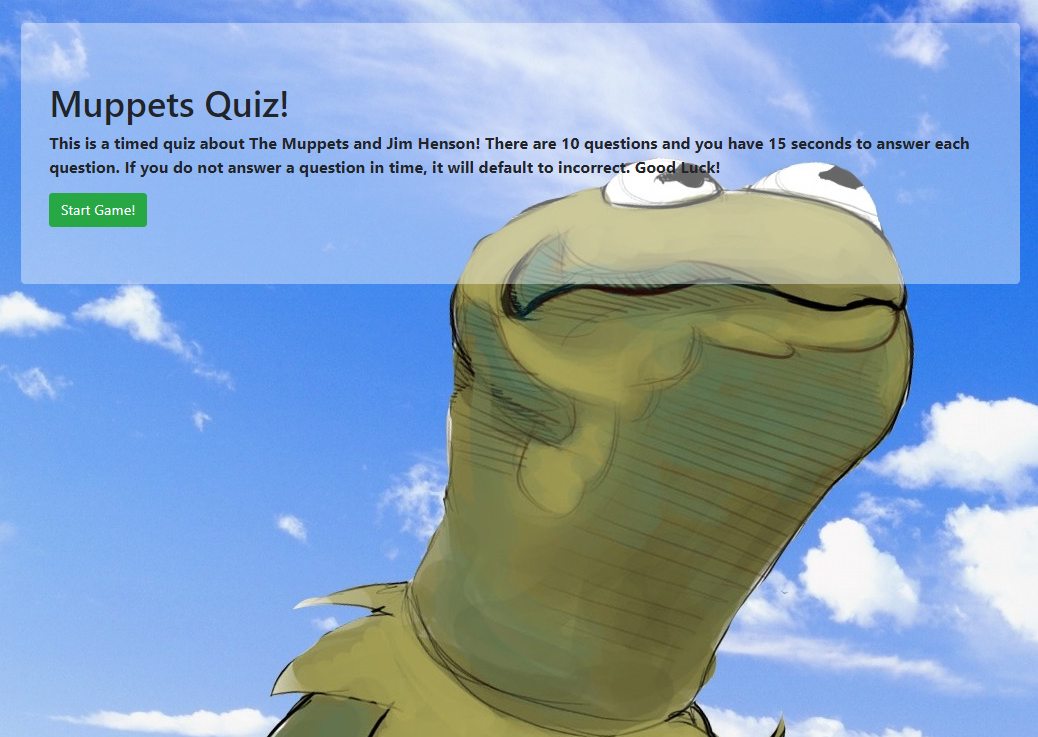 Muppets Quiz!
This is a timed quiz about The Muppets and Jim Henson! There are 10 questions and you have 15 seconds to answer each
question. If you do not answer a question in time, it will default to incorrect. Good Luck!
Start Game!